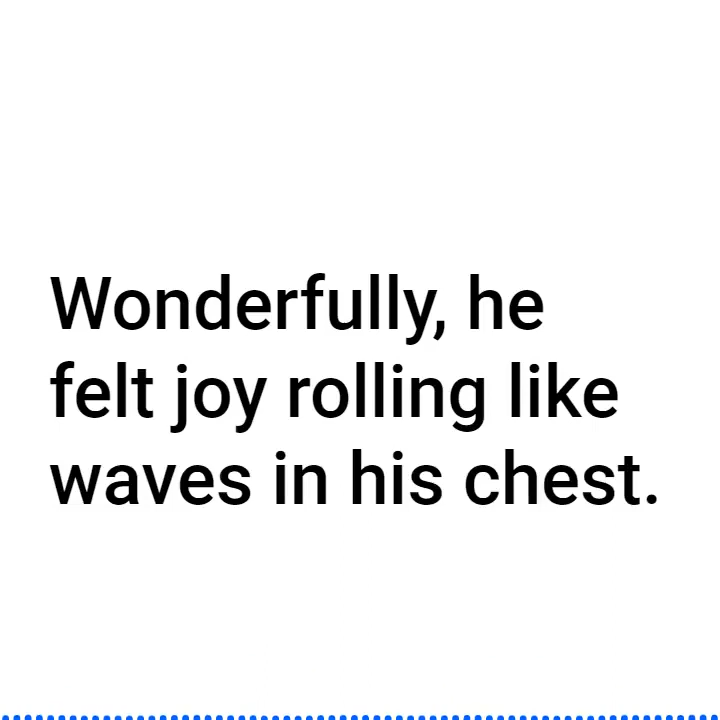 Wonderfully, he
felt joy rolling like
waves in his chest.